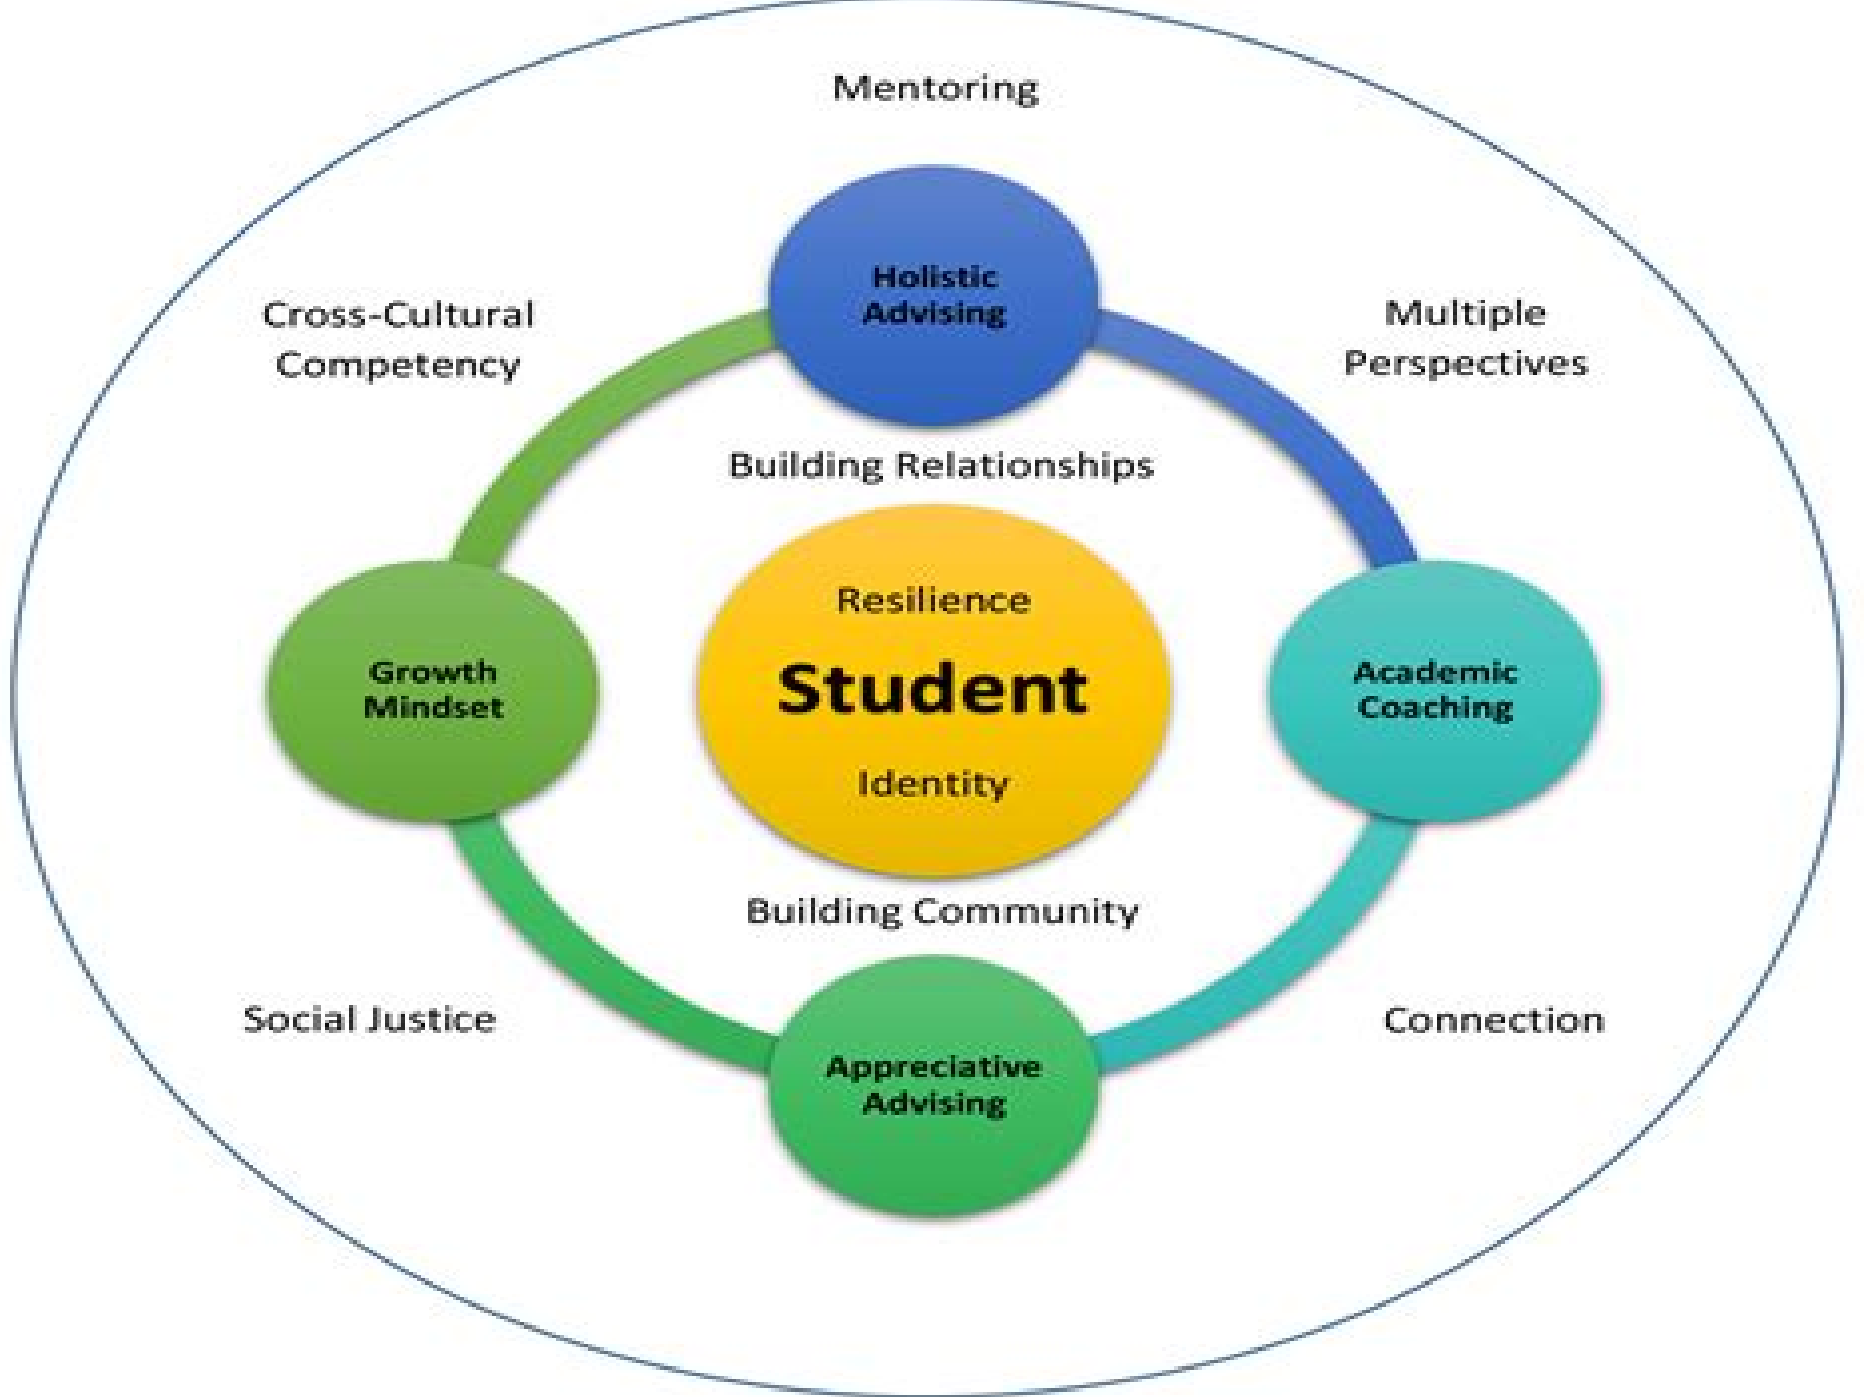 Mentoring
Holistic
Advising
Cross-Cultural
Competency
Multiple
Perspectives
Building Relationships
Resilience
Student
Identity
Growth
Mindset
Academic
Coaching
Building Community
Social Justice
Connection
Appreciative
Advising